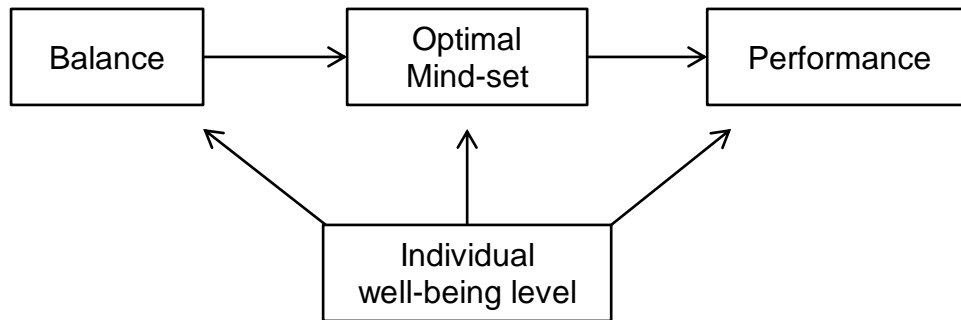 Balance
Optimal
Mind-set
Performance
Individual
well-being level